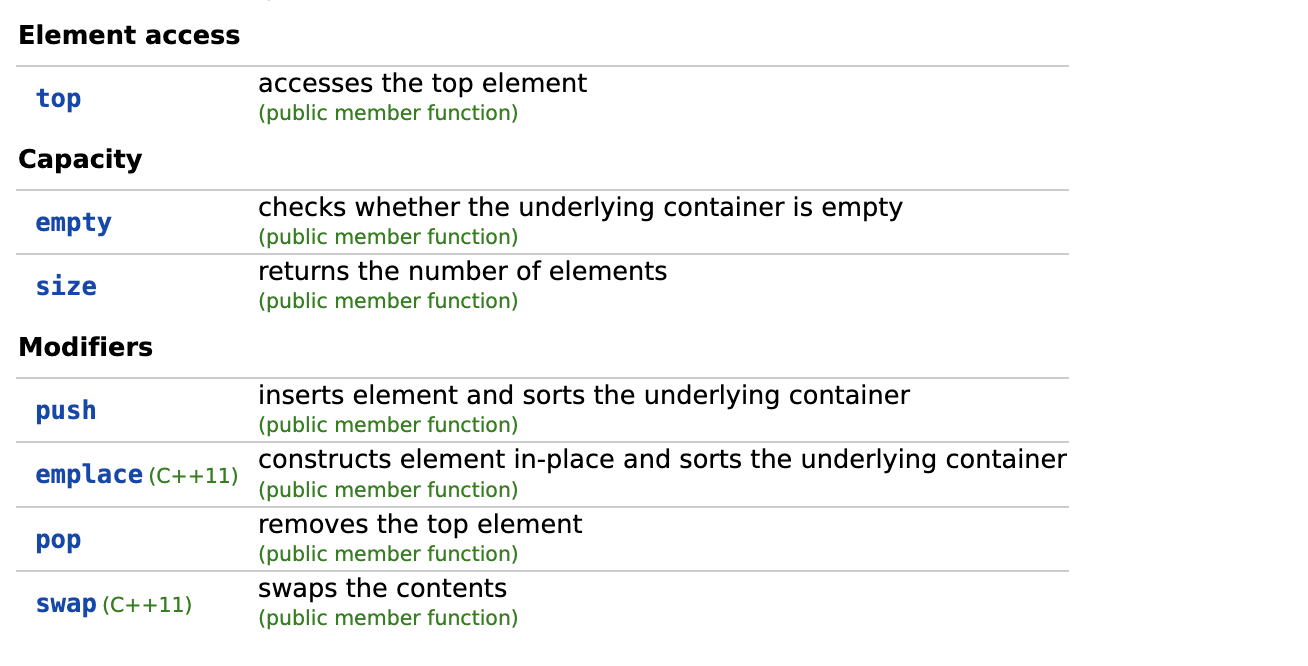 Element access
top
accesses the top element
(public member function)
Capacity
empty
checks whether the underlying container is empty
(public member function)
size
returns the number of elements
(public member function)
Modifiers
push
inserts element and sorts the underlying container
(public member function)
emplace (C++11)
constructs element in-place and sorts the underlying container
(public member function)
pop
removes the top element
(public member function)
swap (C++11)
swaps the contents
(public member function)